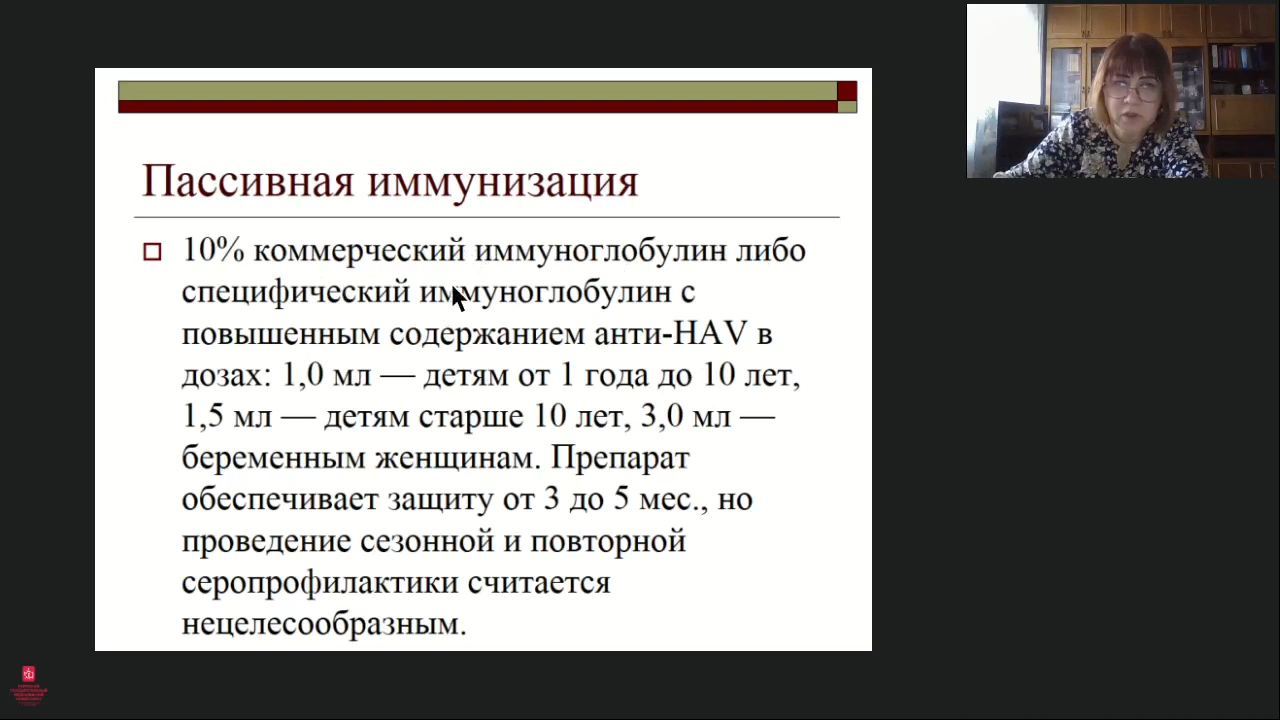 Пассивная иммунизация
10% коммерческий иммуноглобулин либо
специфический иммуноглобулин с
повышенным содержанием анти-HAV в
дозах: 1,0 мл — детям от 1 года до 10 лет,
1,5 мл — детям старше 10 лет, 3,0 мл —
беременным женщинам. Препарат
обеспечивает защиту от 3 до 5 мес., но
проведение сезонной и повторной
серопрофилактики считается
нецелесообразным.